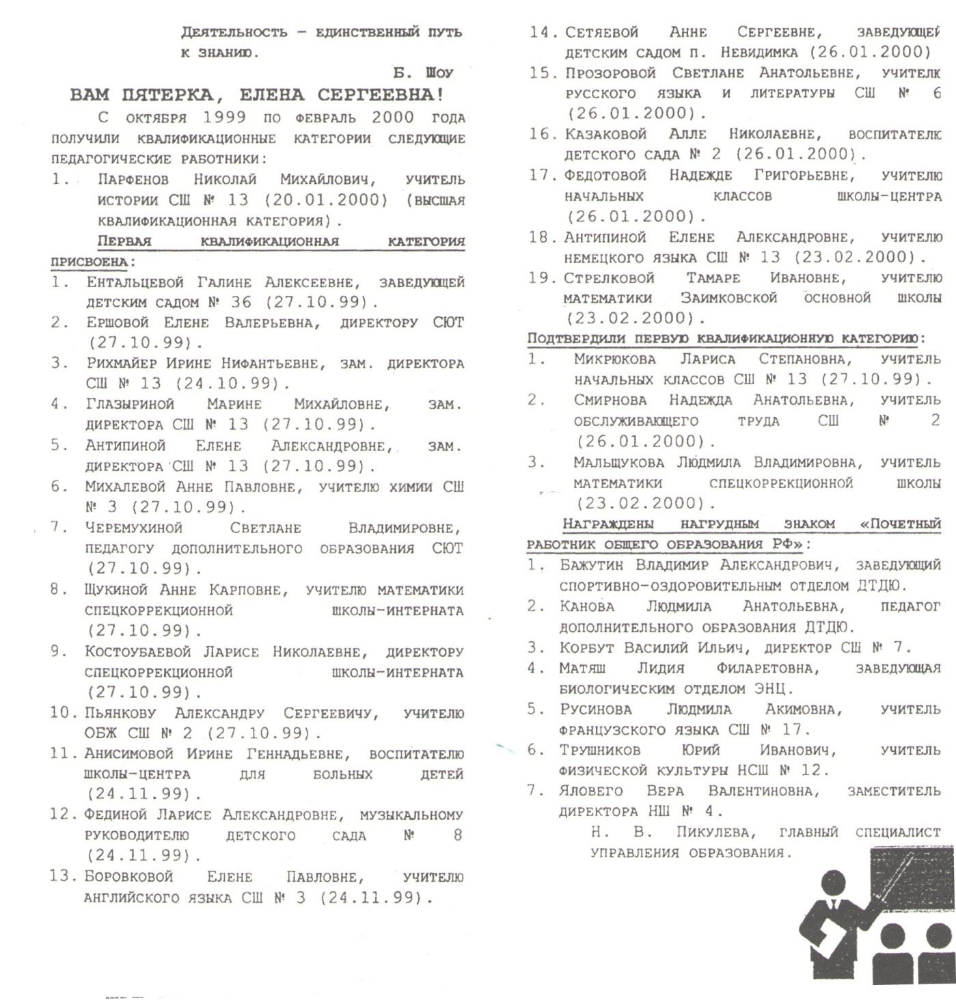 Деятельность – единственный путь
к знанию.
Б. Шоу
ВАМ ПЯТЕРКА, ЕЛЕНА СЕРГЕЕВНА!
С октября 1999 по февраль 2000 года
получили квалификационные категории следующие
педагогические работники:
1. Парфенов Николай Михайлович, учитель
истории СШ № 13 (20.01.2000) (высшая
квалификационная категория).
Первая квалификационная категория
присвоена:
1. Ентальцевой Галине Алексеевне, заведующей
детским садом № 36 (27.10.99).
2. Ершовой Елене Валерьевна, директору СЮТ
(27.10.99).
3. Рихмайер Ирине Нифантьевне, зам. директора
СШ № 13 (24.10.99).
4. Глазыриной Марине Михайловне, зам.
директора СШ № 13 (27.10.99).
5. Антипиной Елене Александровне, зам.
директора СШ № 13 (27.10.99).
6. Михалевой Анне Павловне, учителю химии СШ
№ 3 (27.10.99).
7. Черемухиной Светлане Владимировне,
педагогу дополнительного образования СЮТ
(27.10.99).
8. Щукиной Анне Карповне, учителю математики
спецкоррекционной школы-интерната
(27.10.99).
9. Костоубаевой Ларисе Николаевне, директору
спецкоррекционной школы-интерната
(27.10.99).
10. Пьянкову Александру Сергеевичу, учителю
ОБЖ СШ № 2 (27.10.99).
11. Анисимовой Ирине Геннадьевне, воспитателю
школы-центра для больных детей
(24.11.99).
12. Фединой Ларисе Александровне, музыкальному
руководителю детского сада № 8
(24.11.99).
13. Боровковой Елене Павловне, учителю
английского языка СШ № 3 (24.11.99).
14. Сетяевой Анне Сергеевне, заведующей
детским садом п. Невидимка (26.01.2000)
15. Прозоровой Светлане Анатольевне, учителю
русского языка и литературы СШ № 6
(26.01.2000).
16. Казаковой Алле Николаевне, воспитателю
детского сада № 2 (26.01.2000).
17. Федотовой Надежде Григорьевне, учителю
начальных классов школы-центра
(26.01.2000).
18. Антипиной Елене Александровне, учителю
немецкого языка СШ № 13 (23.02.2000).
19. Стрелковой Тамаре Ивановне, учителю
математики Заимковской основной школы
(23.02.2000).
Подтвердили первую квалификационную категорию:
1. Микрюкова Лариса Степановна, учитель
начальных классов СШ № 13 (27.10.99).
2. Смирнова Надежда Анатольевна, учитель
обслуживающего труда СШ № 2
(26.01.2000).
3. Мальщукова Людмила Владимировна, учитель
математики спецкоррекционной школы
(23.02.2000).
Награждены нагрудным знаком «Почетный
работник общего образования РФ»:
1. Бажутин Владимир Александрович, заведующий
спортивно-оздоровительным отделом ДТДЮ.
2. Канова Людмила Анатольевна, педагог
дополнительного образования ДТДЮ.
3. Корбут Василий Ильич, директор СШ № 7.
4. Матяш Лидия Филаретовна, заведующая
биологическим отделом ЭНЦ.
5. Русинова Людмила Акимовна, учитель
французского языка СШ № 17.
6. Трушников Юрий Иванович, учитель
физической культуры НСШ № 12.
7. Яловего Вера Валентиновна, заместитель
директора НШ № 4.
Н. В. Пикулева, главный специалист
управления образования.